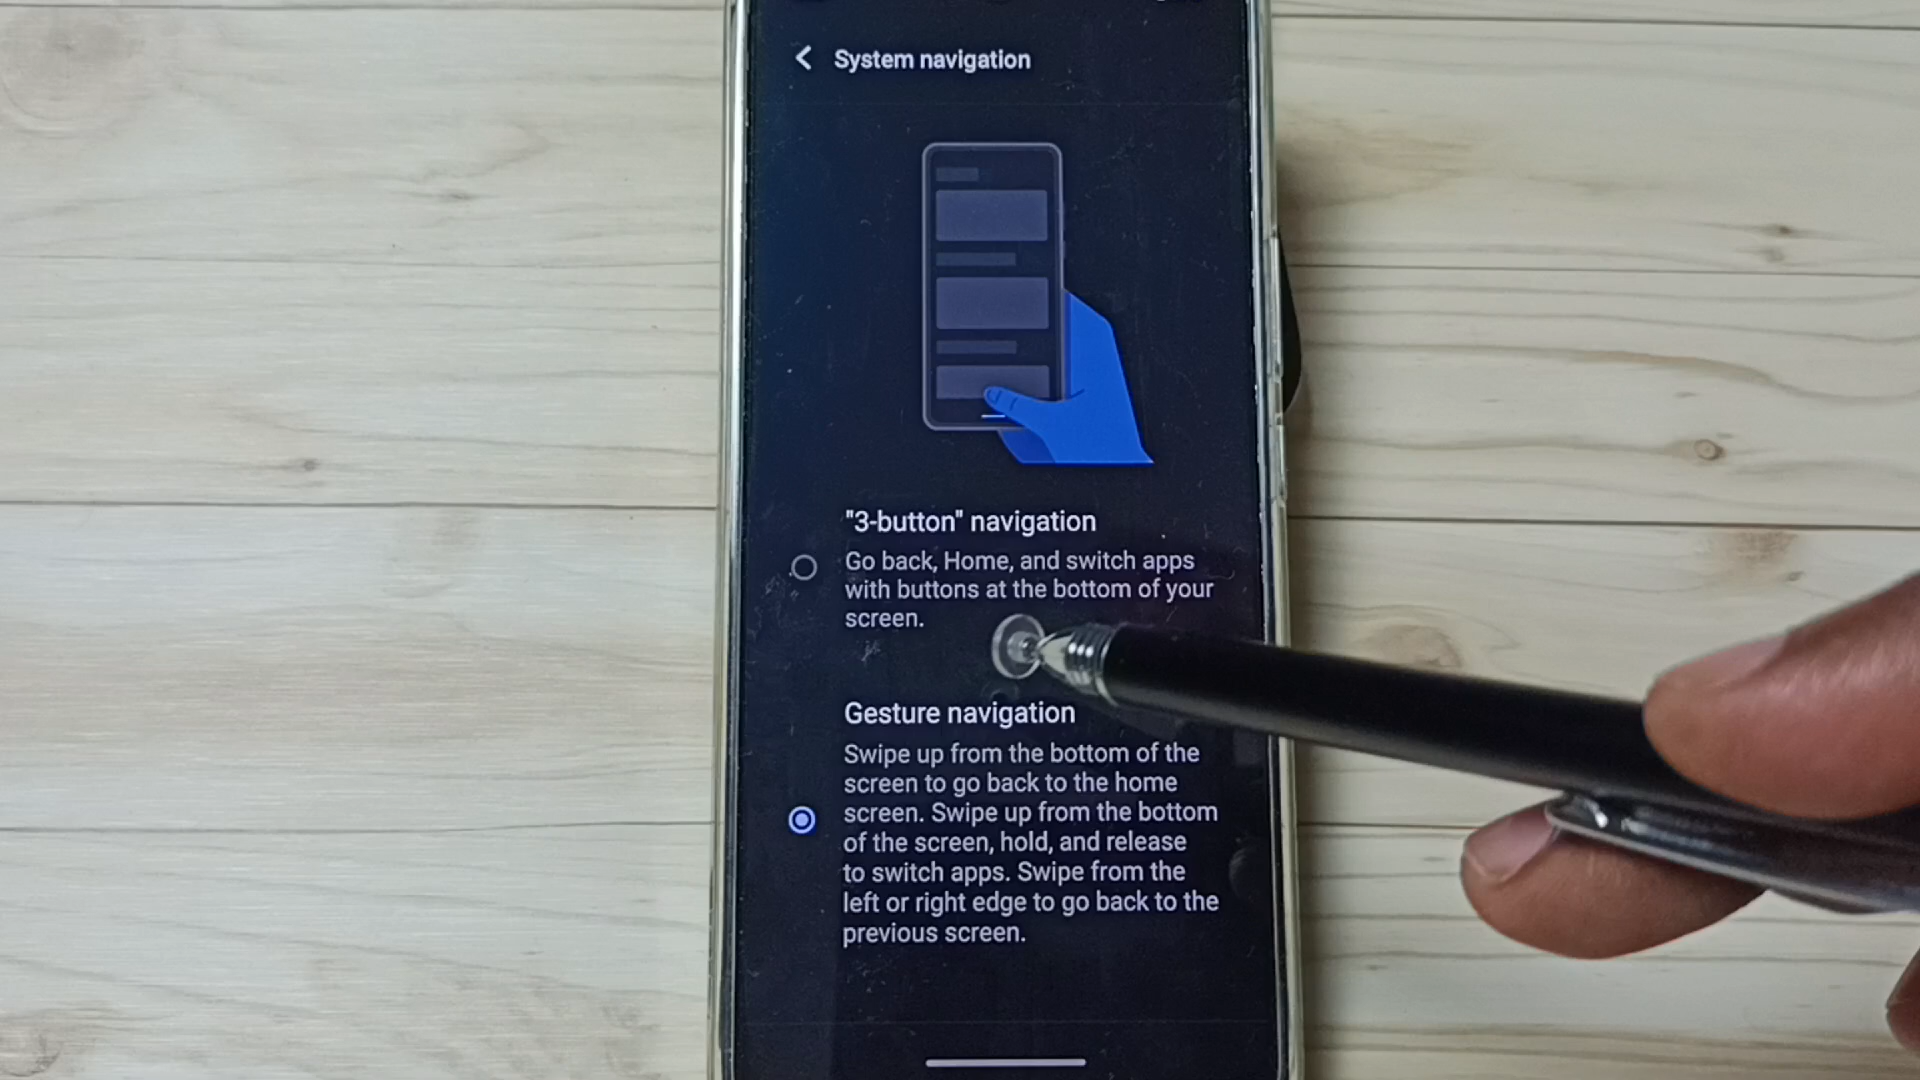 System navigation
"3-button" navigation
Go back, Home, and switch apps
with buttons at the bottom of your
screen.
Gesture navigation
Swipe up from the bottom of the
screen to go back to the home
screen. Swipe up from the bottom
of the screen, hold, and release
to switch apps. Swipe from the
left or right edge to go back to the
previous screen.